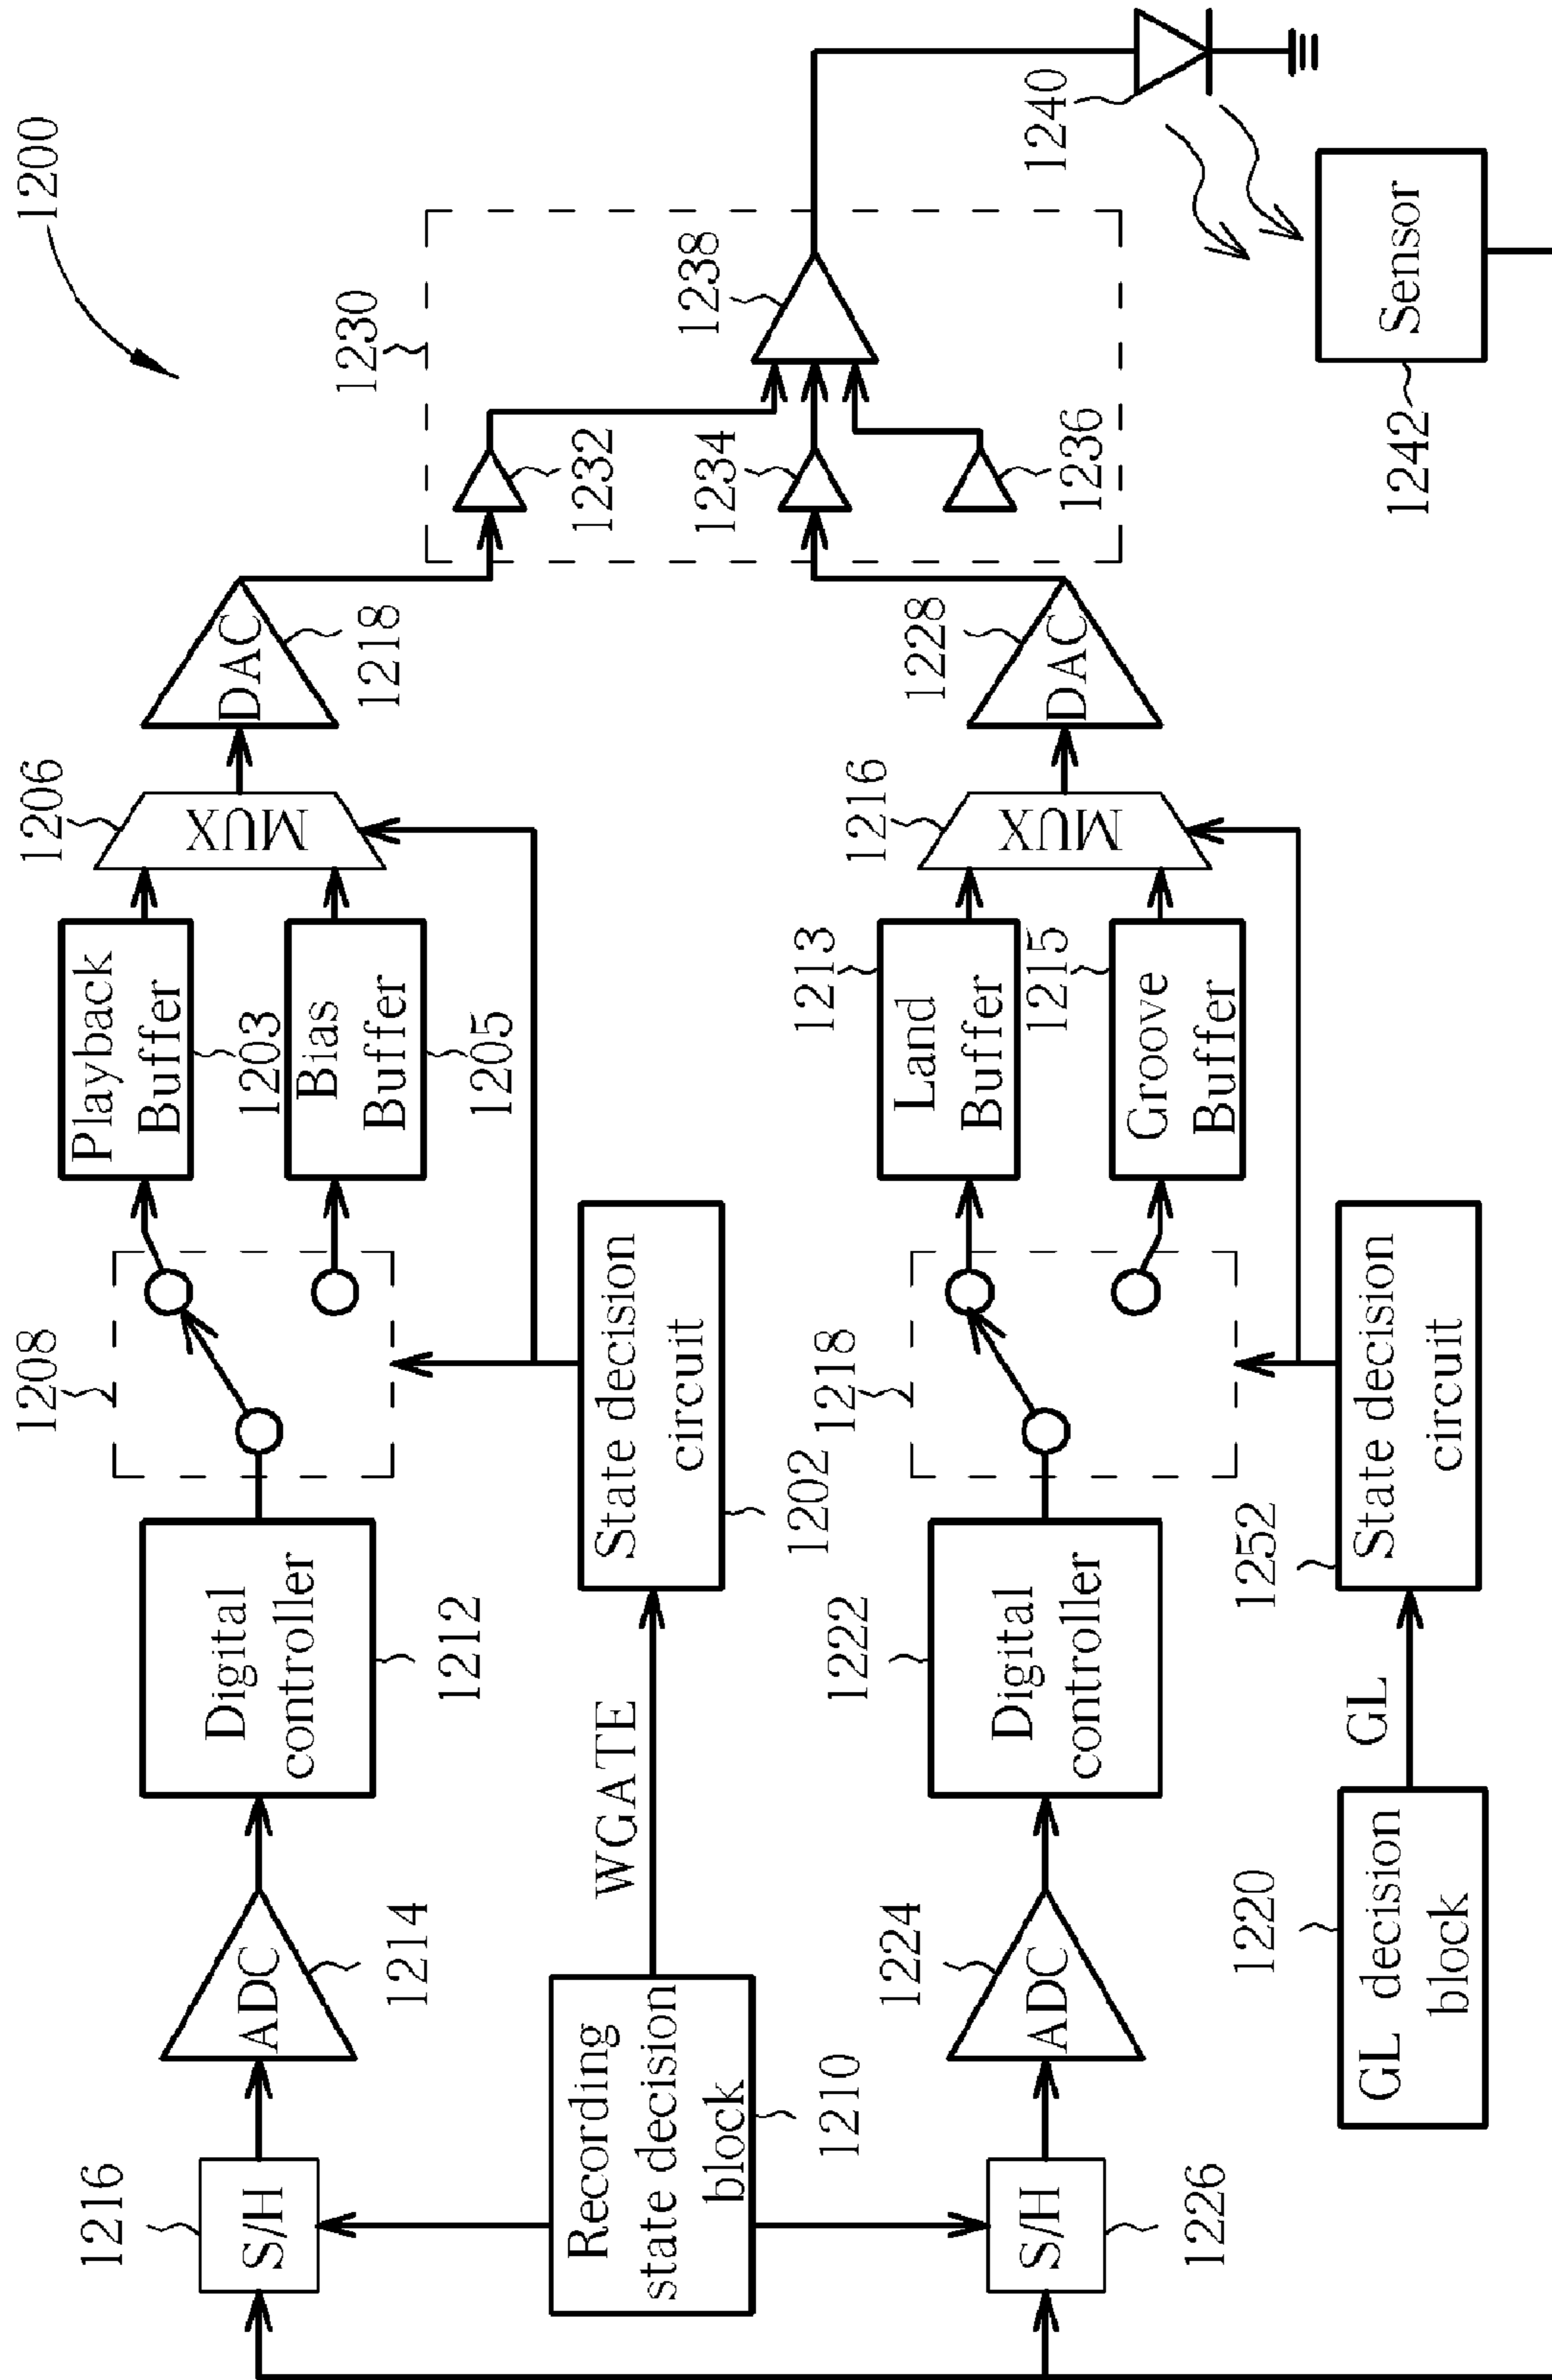 1200
1216
S/H
ADC
1214
Digital
controller
1212
1208
Playback
Buffer
1203
Bias
Buffer
1205
1206
MUX
DAC
1218
1230
1232
1234
1236
1238
1240
Sensor
1242
Recording
state decision
block
1210
WGATE
State decision
circuit
1202
S/H
1226
ADC
1224
Digital
controller
1222
1218
Land
Buffer
1213
Groove
Buffer
1215
1216
MUX
DAC
1228
GL decision
block
1220
GL
State decision
circuit
1252